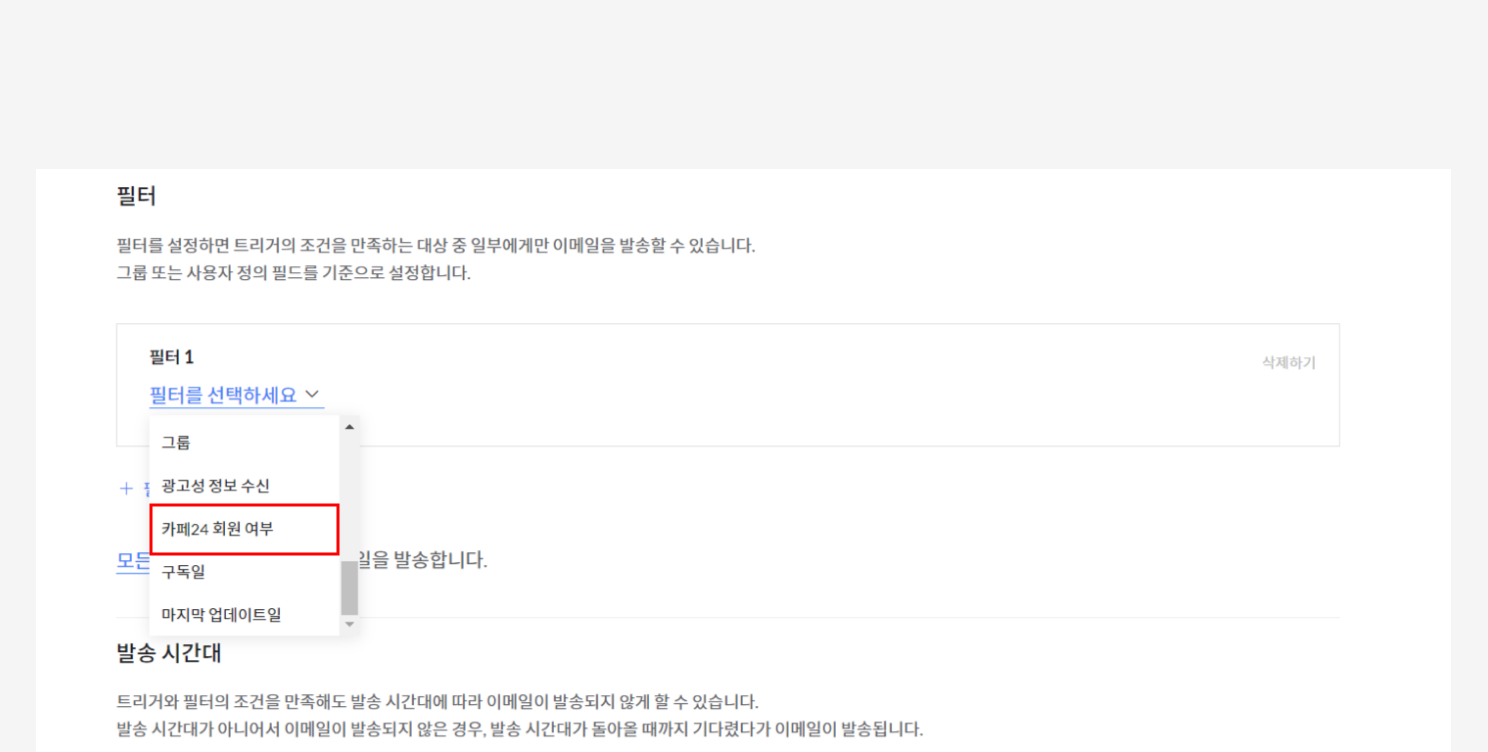 필터
필터를 설정하면 트리거의 조건을 만족하는 대상 중 일부에게만 이메일을 발송할 수 있습니다.
그룹 또는 사용자 정의 필드를 기준으로 설정합니다.
필터 1
삭제하기
필터를 선택하세요
그룹
광고성 정보 수신
카페24 회원 여부
구독일
마지막 업데이트일
+
모든
일을 발송합니다.
발송 시간대
트리거와 필터의 조건을 만족해도 발송 시간대에 따라 이메일이 발송되지 않게 할 수 있습니다.
발송 시간대가 아니어서 이메일이 발송되지 않은 경우, 발송 시간대가 돌아올 때까지 기다렸다가 이메일이 발송됩니다.